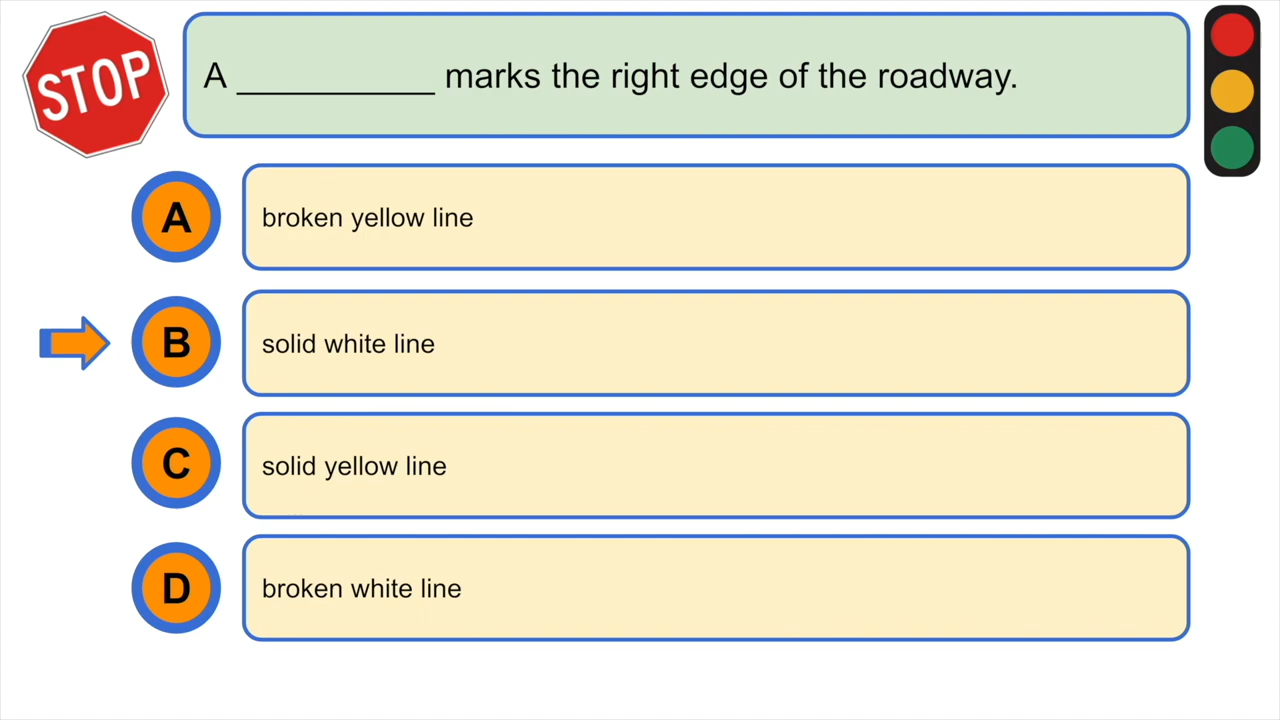 STOP
A __________ marks the right edge of the roadway.
A
broken yellow line
B
solid white line
C
solid yellow line
D
broken white line